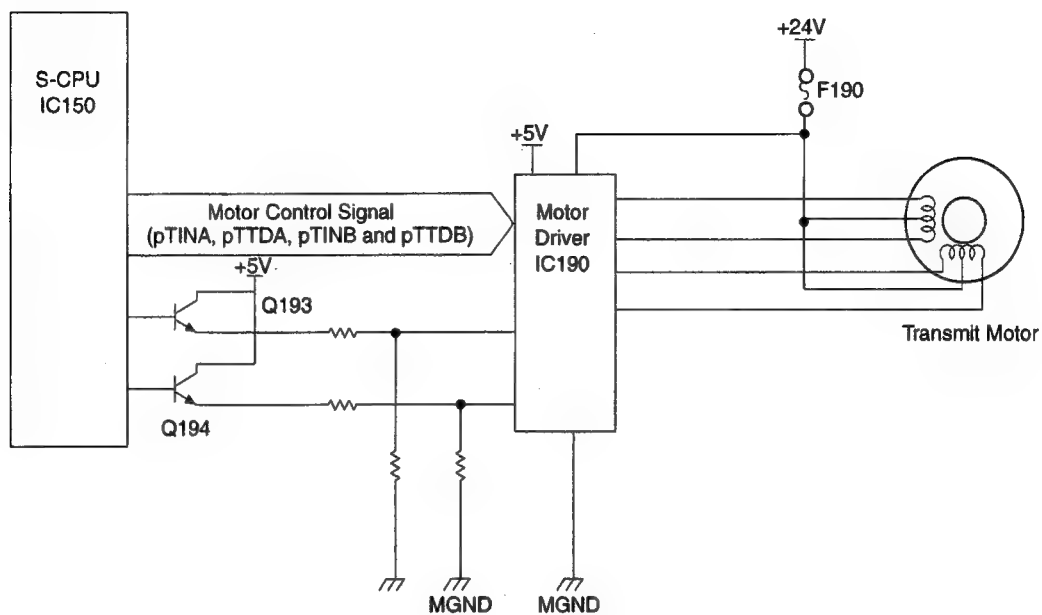 S-CPU
IC150
+24V
F190
+5V
Motor Control Signal
(pTINA, pTTDA, pTINB and pTTDB)
Motor
Driver
IC190
+5V
Q193
Q194
Transmit Motor
MGND
MGND